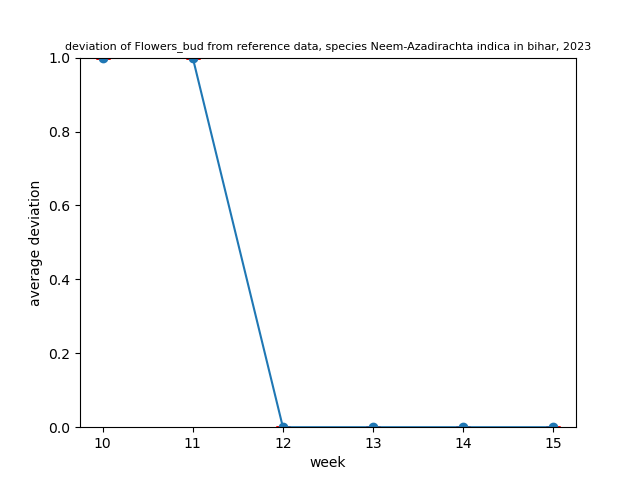 deviation of Flowers_bud from reference data, species Neem-Azadirachta indica in bihar, 2023
1.0
0.8
0.6
0.4
0.2
0.0
average deviation
10 11 12 13 14 15
week